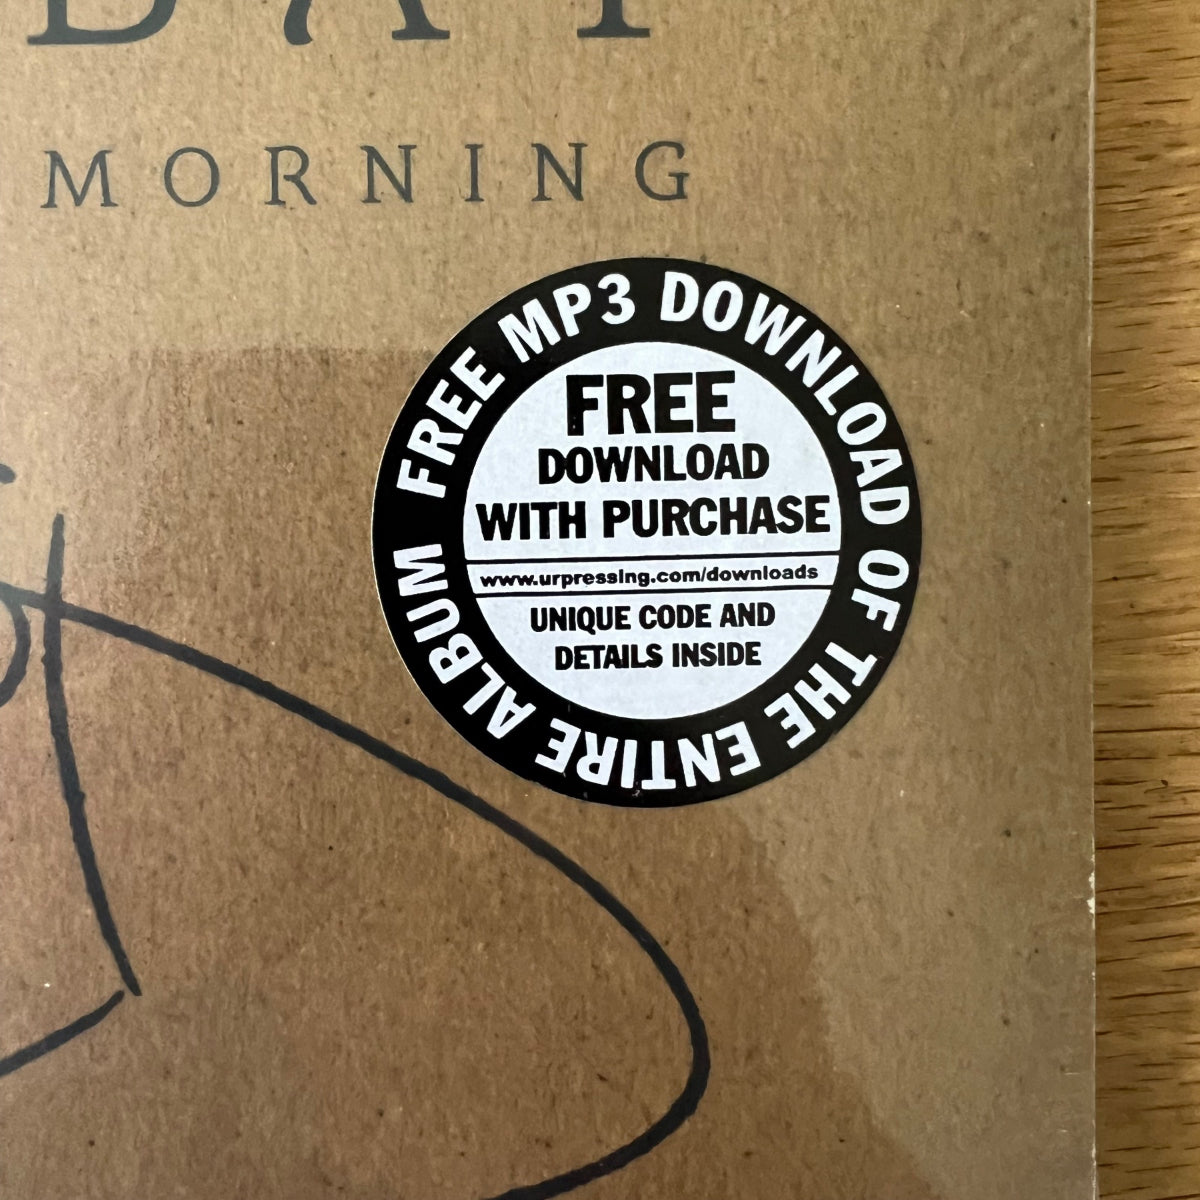 MORNING
FREE MP3 DOWNLOAD OF THE ENTIRE ALBUM
FREE
DOWNLOAD
WITH PURCHASE
www.urpressing.com/downloads
UNIQUE CODE AND
DETAILS INSIDE